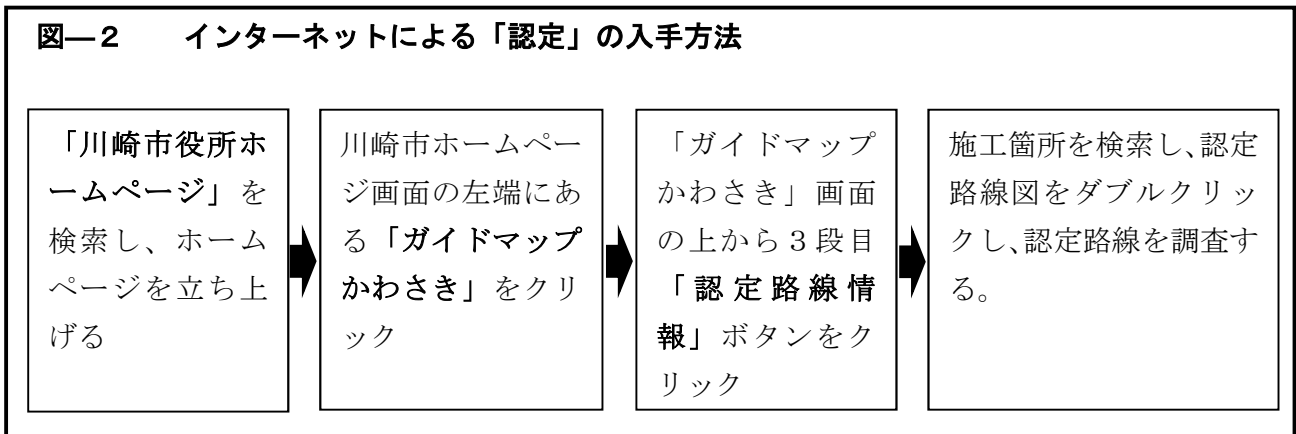 図―２　　インターネットによる「認定」の入手方法
「川崎市役所ホ
ームページ」を
検索し、ホーム
ページを立ち上
げる
川崎市ホームペー
ジ画面の左端にあ
る「ガイドマップ
かわさき」をクリ
ック
「ガイドマップ
かわさき」画面
の上から３段目
「認定路線情
報」ボタンをク
リック
施工箇所を検索し、認定
路線図をダブルクリッ
クし、認定路線を調査す
る。